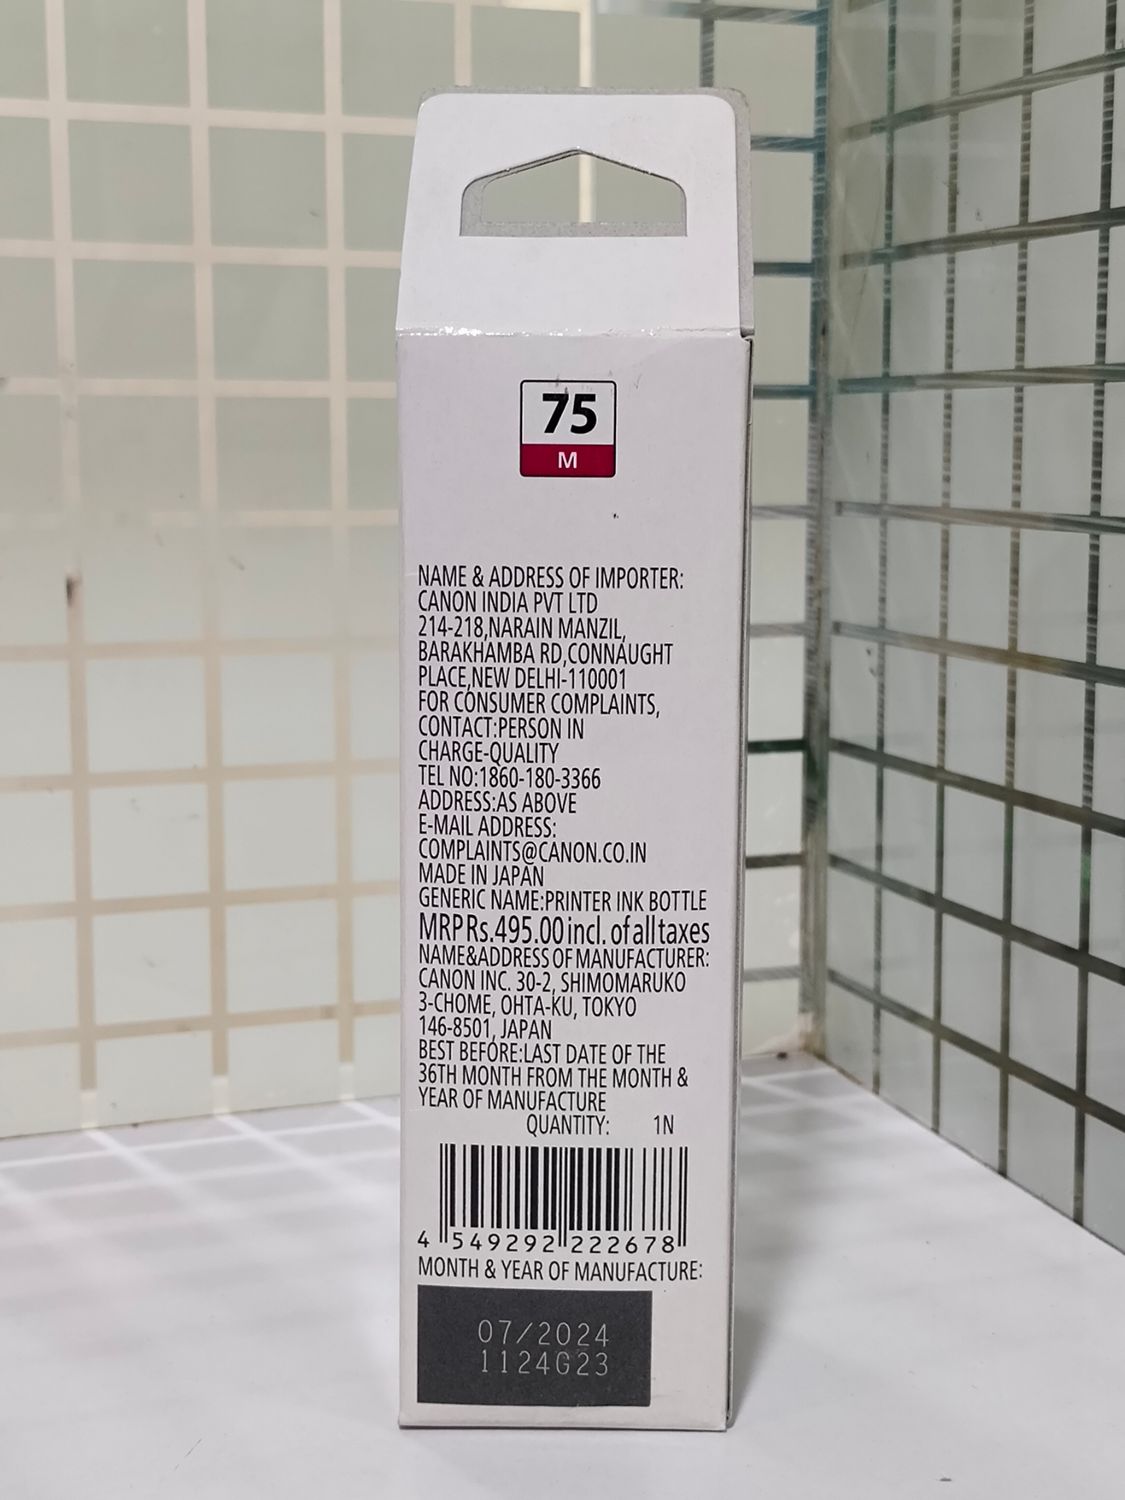 75
M
NAME & ADDRESS OF IMPORTER:
CANON INDIA PVT LTD
214-218,NARAIN MANZIL,
BARAKHAMBA RD,CONNAUGHT
PLACE,NEW DELHI-110001
FOR CONSUMER COMPLAINTS,
CONTACT:PERSON IN
CHARGE-QUALITY
TEL NO:1860-180-3366
ADDRESS:AS ABOVE
E-MAIL ADDRESS:
COMPLAINTS@CANON.CO.IN
MADE IN JAPAN
GENERIC NAME:PRINTER INK BOTTLE
MRP Rs.495.00 incl. of all taxes
NAME&ADDRESS OF MANUFACTURER:
CANON INC. 30-2, SHIMOMARUKO
3-CHOME, OHTA-KU, TOKYO
146-8501, JAPAN
BEST BEFORE:LAST DATE OF THE
36TH MONTH FROM THE MONTH &
YEAR OF MANUFACTURE
QUANTITY: 1N
4 549292 222678
MONTH & YEAR OF MANUFACTURE:
07/2024
1124G23